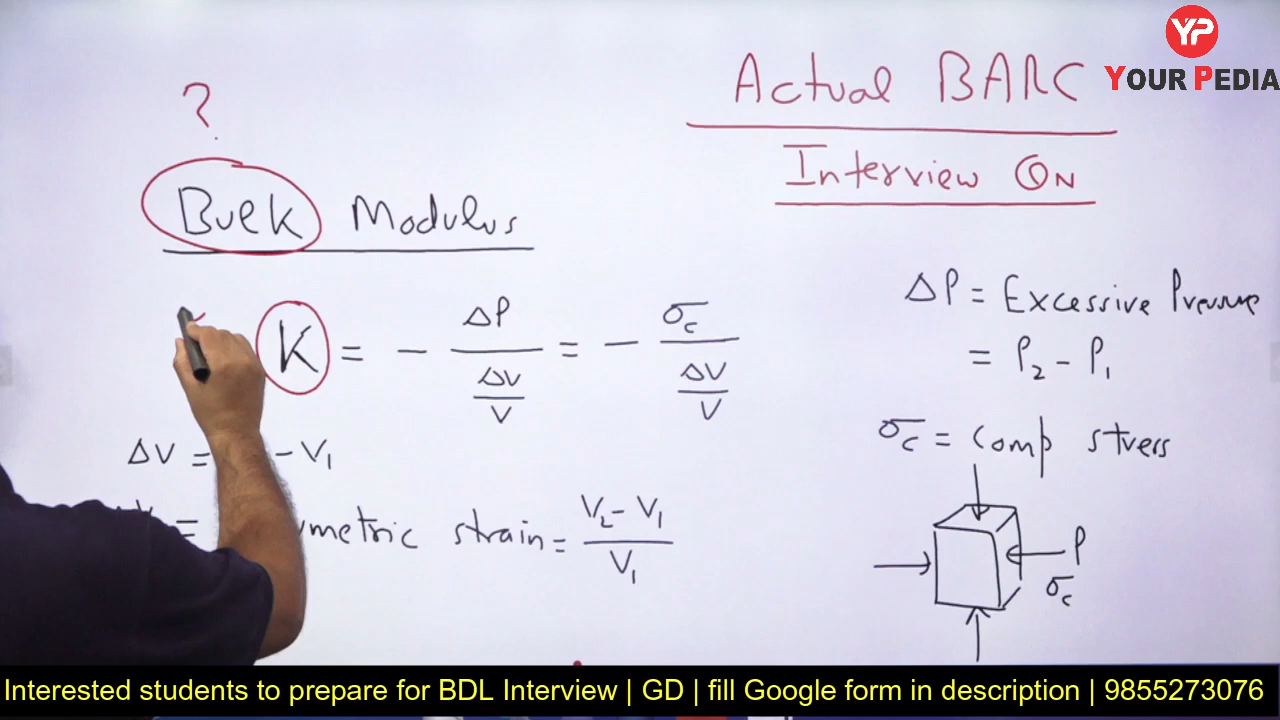 YP
YOUR PEDIA
Actual BARC
Interview QN
?
Bulk Modulus
K = - ΔP / (ΔV/V) = - σc / (ΔV/V)
ΔP = Excessive Pressure
= P2 - P1
σc = Comp stress
ΔV = - V1
= metric strain = (V2 - V1) / V1
P
σc
Interested students to prepare for BDL Interview | GD | fill Google form in description | 9855273076